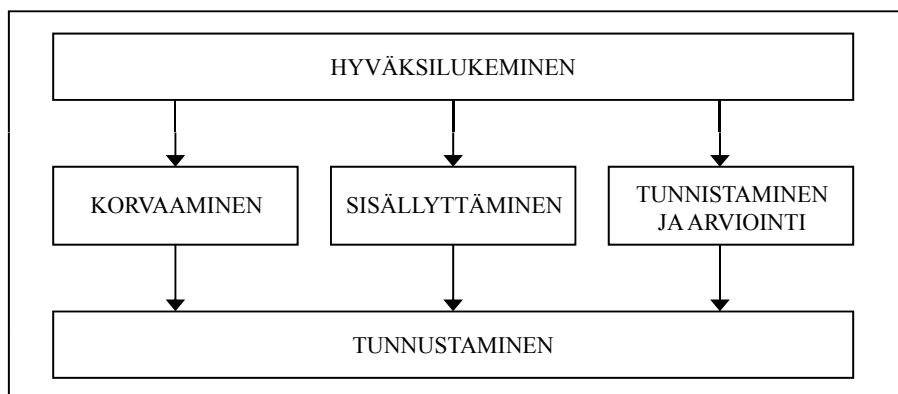 HYVÄKSILUKEMINEN
KORVAAMINEN
SISÄLLYTTÄMINEN
TUNNISTAMINEN
JA ARVIOINTI
TUNNUSTAMINEN